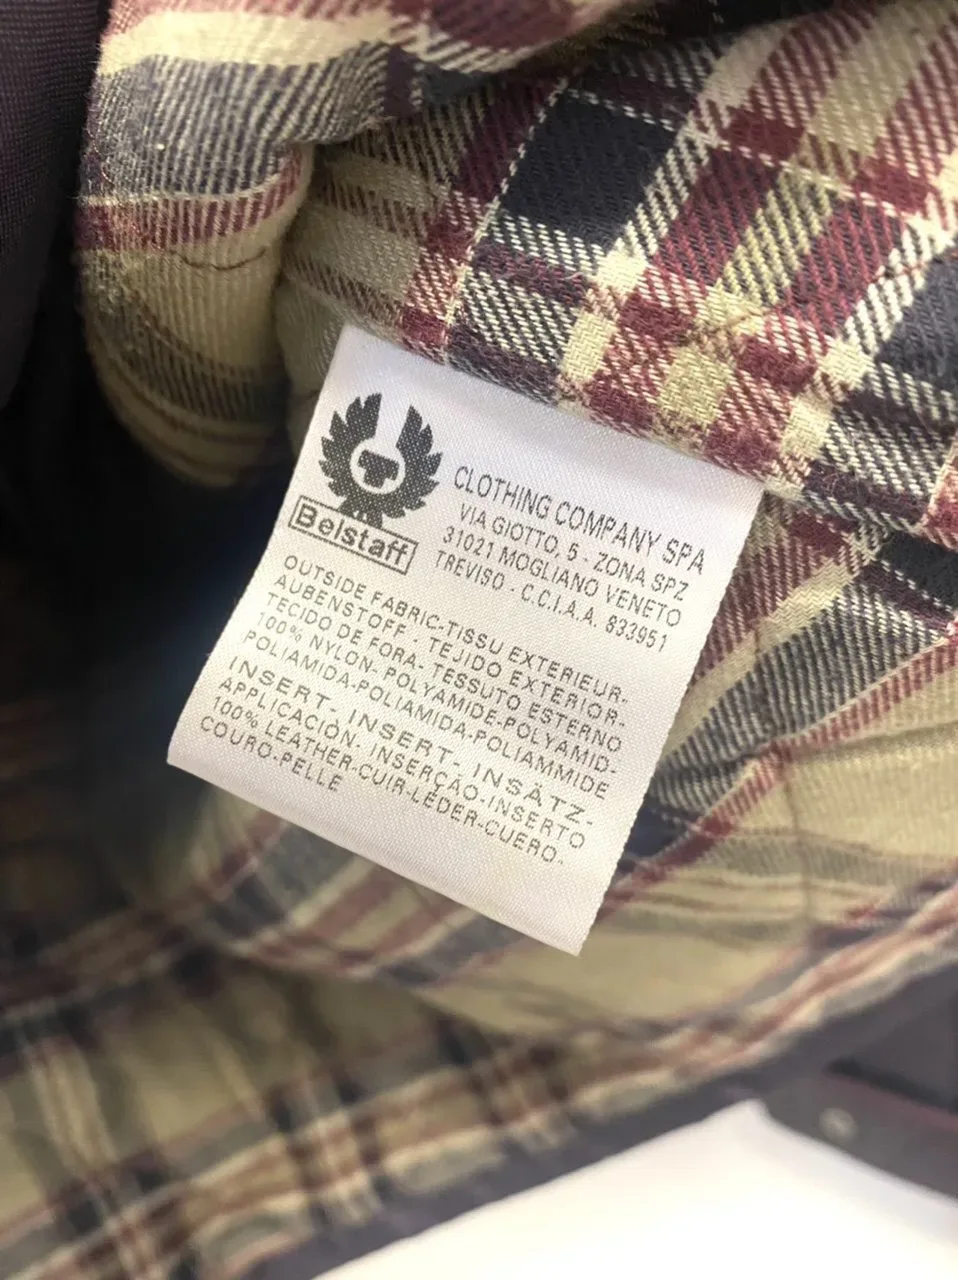 Belstaff
CLOTHING COMPANY SPA
VIA GIOTTO, 5 - ZONA SPZ
31021 MOGLIANO VENETO
TREVISO - C.C.I.A.A. 833951
OUTSIDE FABRIC-TISSU EXTERIEUR.
AUBENSTOFF - TEJIDO EXTERIOR-
TECIDO DE FORA- TESSUTO ESTERNO
100% NYLON- POLYAMIDE-POLYAMID-
POLIAMIDA-POLIAMIDA-POLIAMMIDE
INSERT- INSERT- INSÄTZ-
APPLICACIÒN- INSERÇÃO-INSERTO
100% LEATHER-CUIR-LEDER-CUERO-
COURO-PELLE